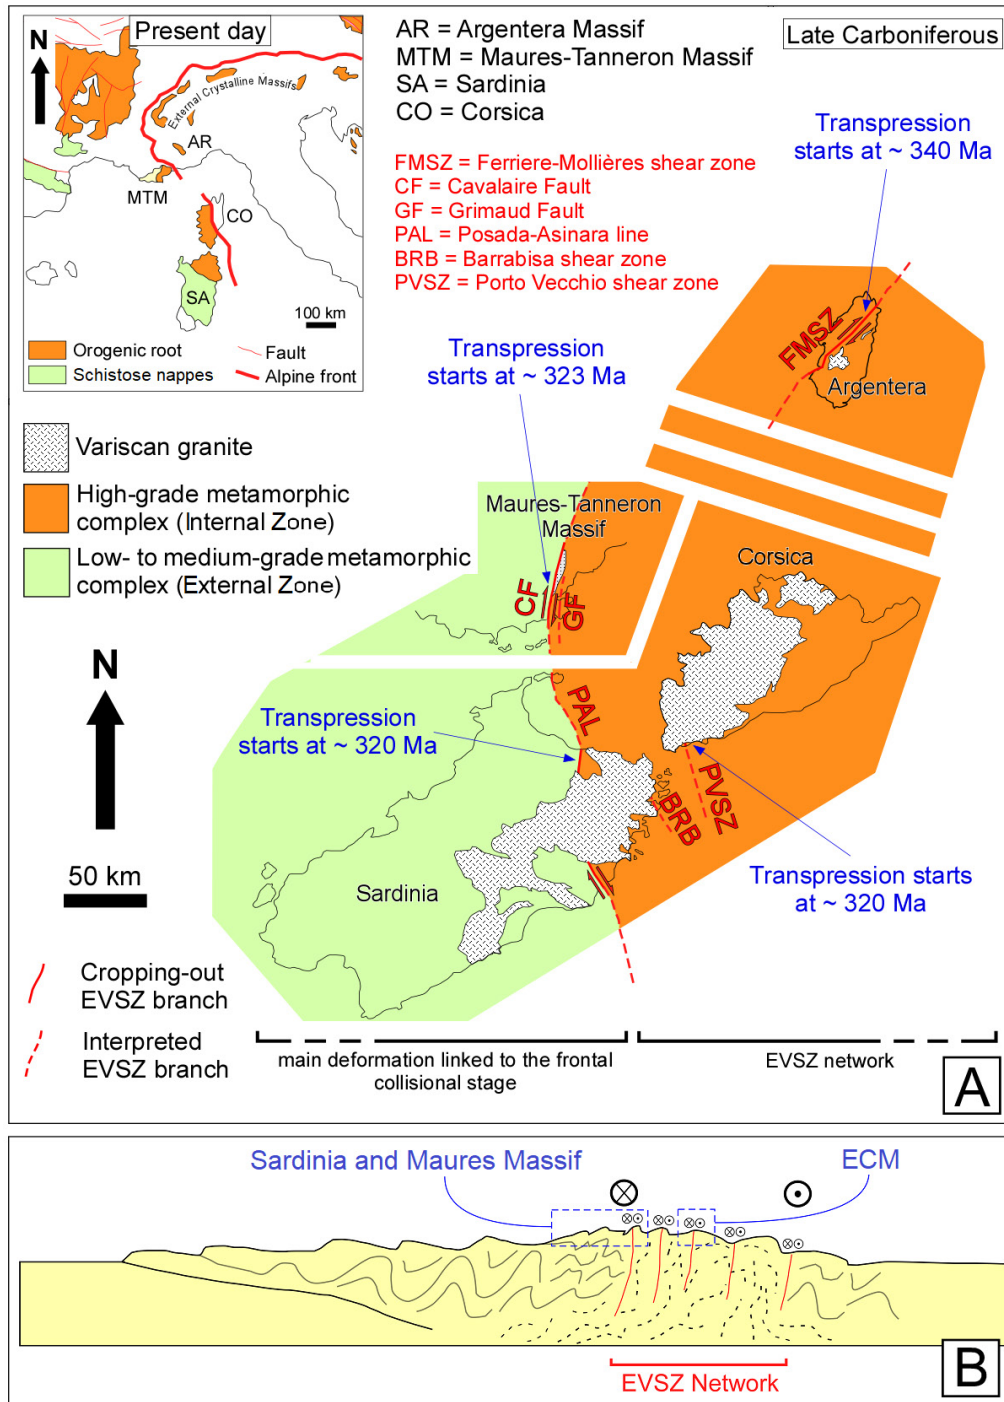 Present day
N
External Crystalline Massifs
AR
MTM
CO
SA
100 km
Orogenic root
Schistose nappes
Fault
Alpine front
AR = Argentera Massif
MTM = Maures-Tanneron Massif
SA = Sardinia
CO = Corsica
Late Carboniferous
FMSZ = Ferriere-Mollières shear zone
CF = Cavalaire Fault
GF = Grimaud Fault
PAL = Posada-Asinara line
BRB = Barrabisa shear zone
PVSZ = Porto Vecchio shear zone
Transpression
starts at ~ 340 Ma
Transpression
starts at ~ 323 Ma
FMSZ
Argentera
Variscan granite
High-grade metamorphic
complex (Internal Zone)
Low- to medium-grade metamorphic
complex (External Zone)
Maures-Tanneron
Massif
CF
GF
Corsica
N
50 km
PAL
Transpression
starts at ~ 320 Ma
BRB
PVSZ
Sardinia
Transpression starts
at ~ 320 Ma
Cropping-out
EVSZ branch
Interpreted
EVSZ branch
main deformation linked to the frontal
collisional stage
EVSZ network
A
Sardinia and Maures Massif
ECM
EVSZ Network
B